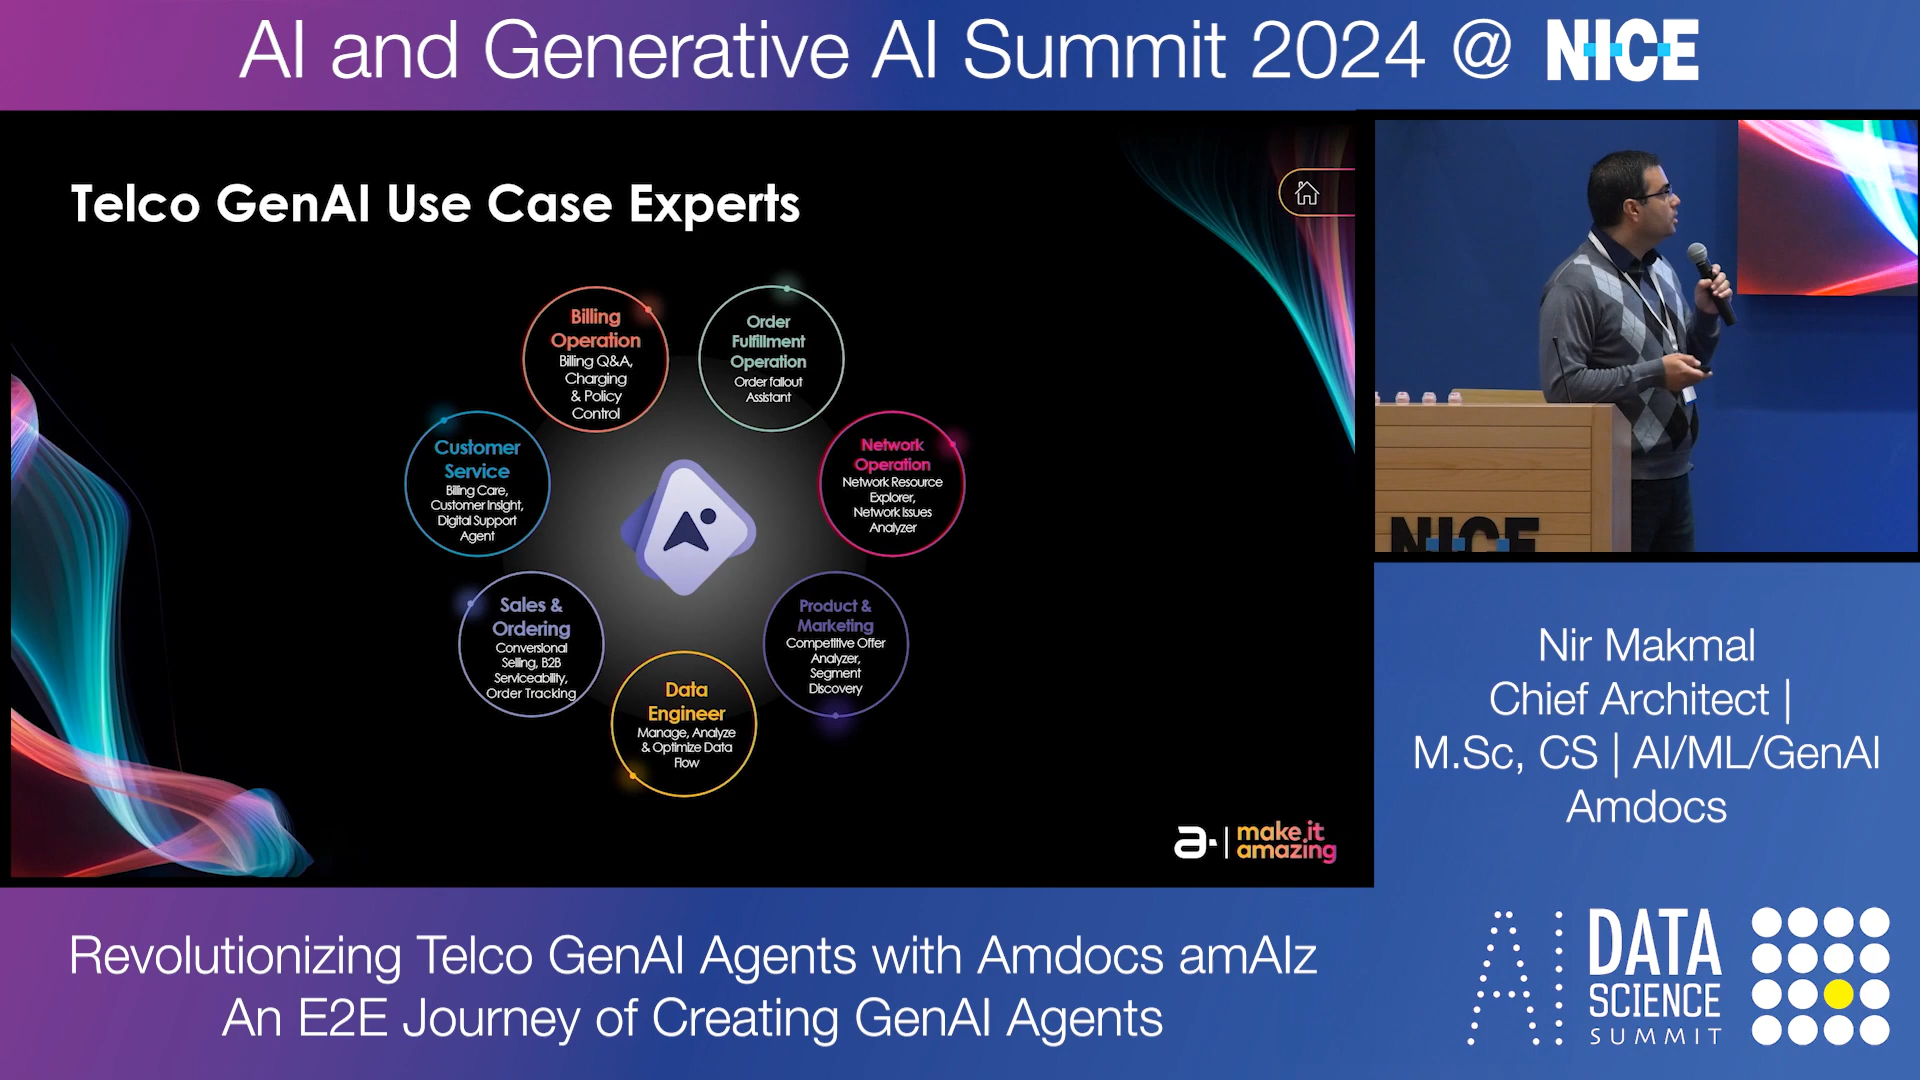 AI and Generative AI Summit 2024 @ NICE
Telco GenAI Use Case Experts
Billing
Operation
Billing Q&A,
Charging
& Policy
Control
Order
Fulfillment
Operation
Order fallout
Assistant
Customer
Service
Billing Care,
Customer Insight,
Digital Support
Agent
Network
Operation
Network Resource
Explorer,
Network Issues
Analyzer
Sales &
Ordering
Conversional
Selling, B2B
Serviceability,
Order Tracking
Product &
Marketing
Competitive Offer
Analyzer,
Segment
Discovery
Data
Engineer
Manage, Analyze
& Optimize Data
Flow
a. | make it
amazing
NICE
Nir Makmal
Chief Architect |
M.Sc, CS | AI/ML/GenAI
Amdocs
Revolutionizing Telco GenAI Agents with Amdocs amAIz
An E2E Journey of Creating GenAI Agents
AI
DATA
SCIENCE
SUMMIT